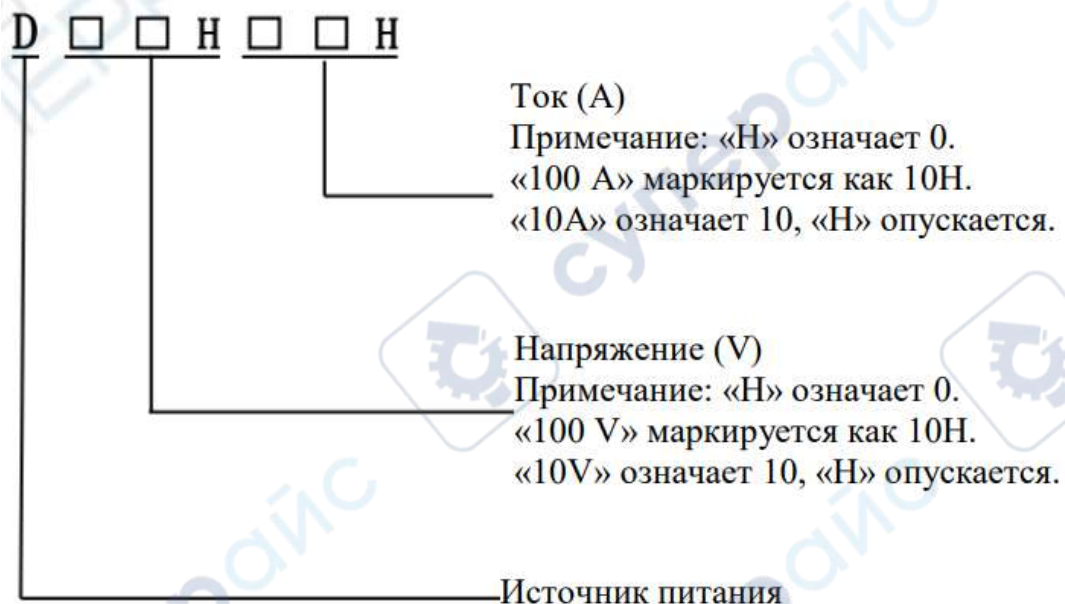 D □ □ H □ □ H
Ток (A)
Примечание: «H» означает 0.
«100 A» маркируется как 10H.
«10A» означает 10, «H» опускается.
Напряжение (V)
Примечание: «H» означает 0.
«100 V» маркируется как 10H.
«10V» означает 10, «H» опускается.
Источник питания
суперайс